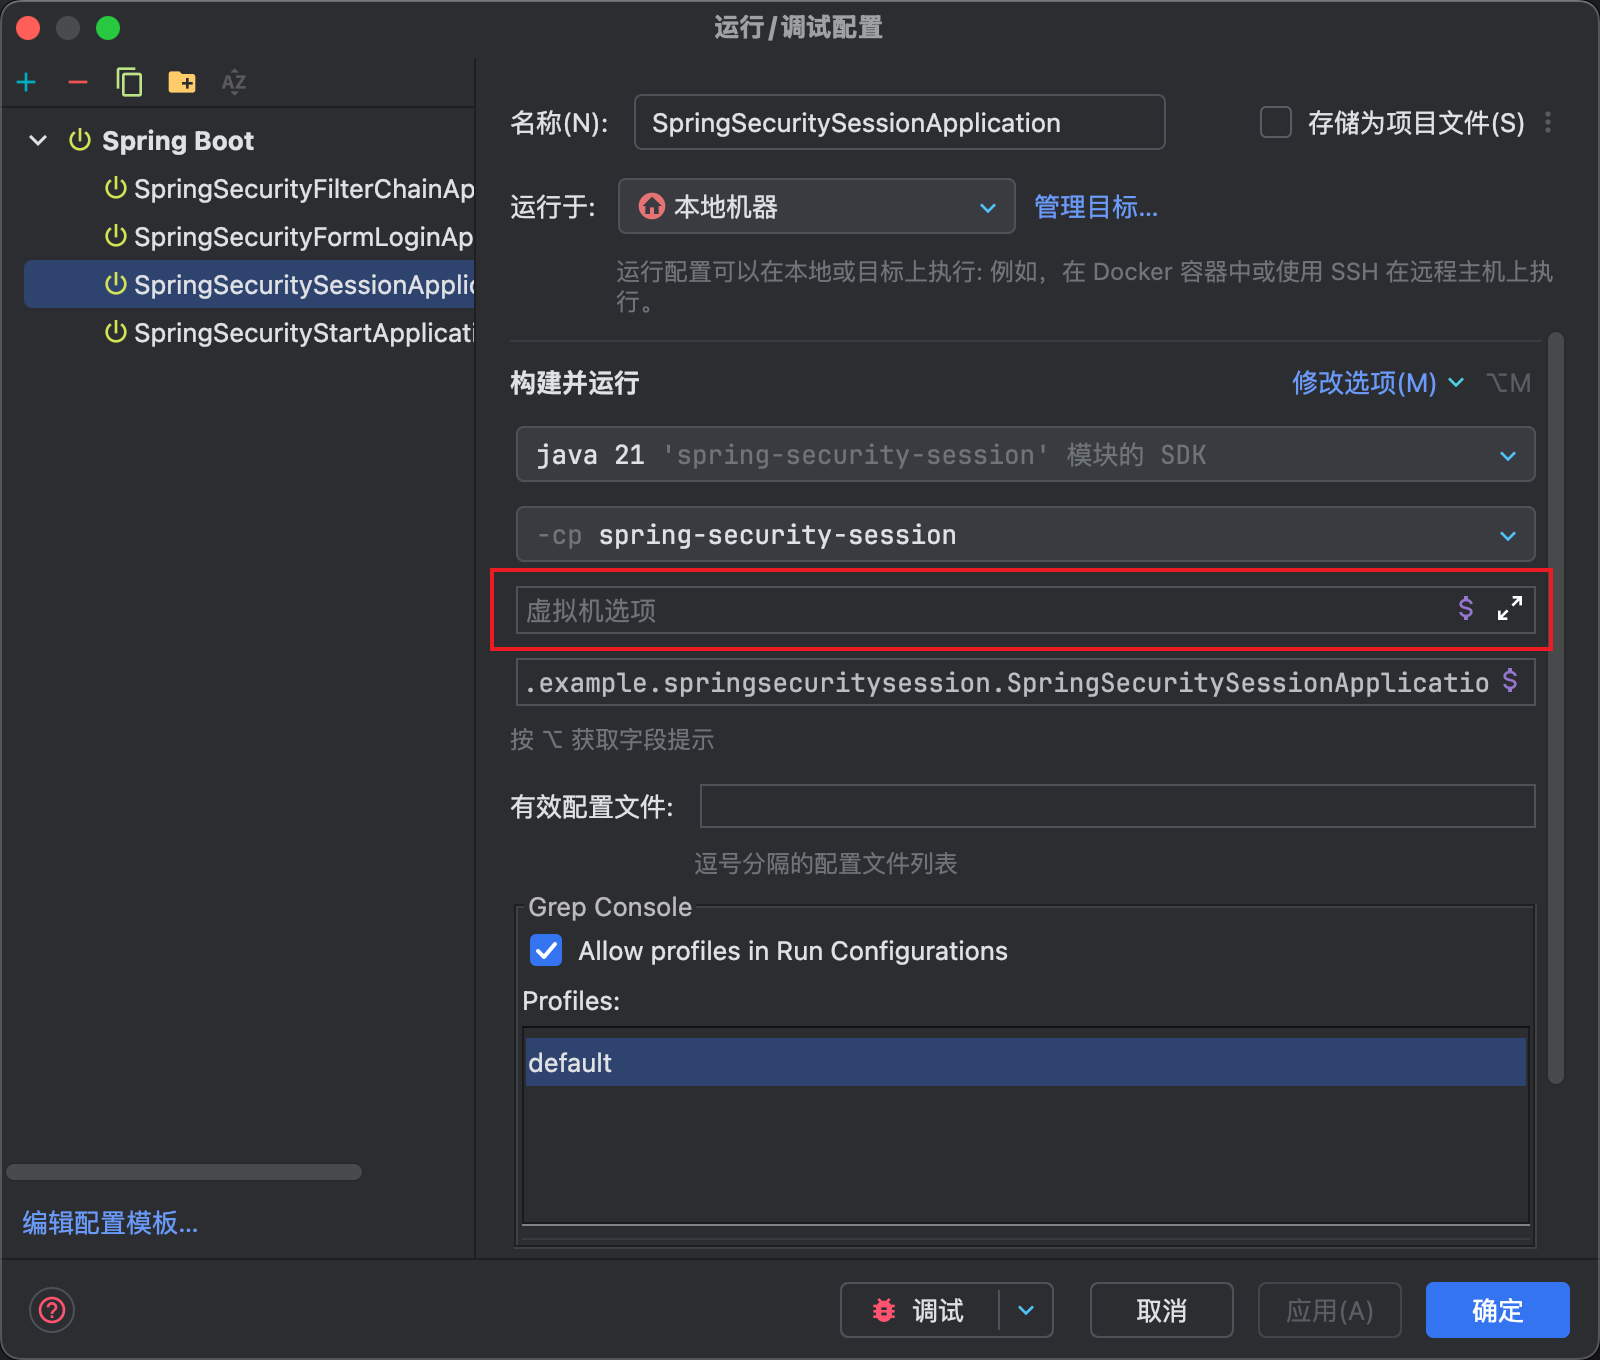 运行/调试配置
AZ
Spring Boot
SpringSecurityFilterChainAp
SpringSecurityFormLoginAp
SpringSecuritySessionApplic
SpringSecurityStartApplicati
编辑配置模板...
名称(N):
SpringSecuritySessionApplication
存储为项目文件(S)
运行于:
本地机器
管理目标...
运行配置可以在本地或目标上执行: 例如，在 Docker 容器中或使用 SSH 在远程主机上执
行。
构建并运行
修改选项(M)
⌥M
java 21 'spring-security-session' 模块的 SDK
-cp spring-security-session
虚拟机选项
$
.example.springsecuritysession.SpringSecuritySessionApplicatio
$
按 ⌥ 获取字段提示
有效配置文件:
逗号分隔的配置文件列表
Grep Console
Allow profiles in Run Configurations
Profiles:
default
?
调试
取消
应用(A)
确定